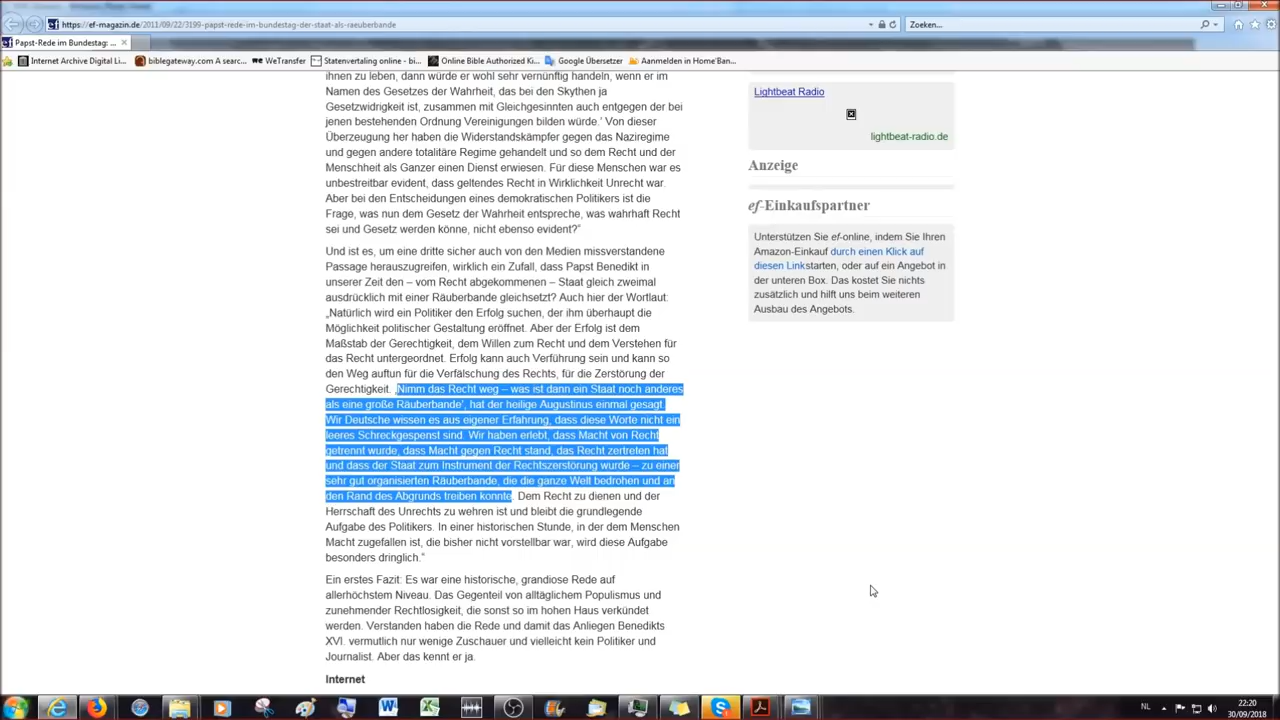 https://ef-magazin.de/2011/09/22/3199-papst-rede-im-bundestag-der-staat-als-raeuberbande
Zoeken...
Papst-Rede im Bundestag: ...
Internet Archive Digital Li...
biblegateway.com A searc...
WeTransfer
Statenvertaling online - bi...
Online Bible Authorized Ki...
Google Übersetzer
Aanmelden in Home'Ban...
ihnen zu leben, dann würde er wohl sehr vernünftig handeln, wenn er im
Namen des Gesetzes der Wahrheit, das bei den Skythen ja
Gesetzwidrigkeit ist, zusammen mit Gleichgesinnten auch entgegen der bei
jenen bestehenden Ordnung Vereinigungen bilden würde.' Von dieser
Überzeugung her haben die Widerstandskämpfer gegen das Naziregime
und gegen andere totalitäre Regime gehandelt und so dem Recht und der
Menschheit als Ganzer einen Dienst erwiesen. Für diese Menschen war es
unbestreitbar evident, dass geltendes Recht in Wirklichkeit Unrecht war.
Aber bei den Entscheidungen eines demokratischen Politikers ist die
Frage, was nun dem Gesetz der Wahrheit entspreche, was wahrhaft Recht
sei und Gesetz werden könne, nicht ebenso evident?“
Und ist es, um eine dritte sicher auch von den Medien missverstandene
Passage herauszugreifen, wirklich ein Zufall, dass Papst Benedikt in
unserer Zeit den – vom Recht abgekommenen – Staat gleich zweimal
ausdrücklich mit einer Räuberbande gleichsetzt? Auch hier der Wortlaut:
„Natürlich wird ein Politiker den Erfolg suchen, der ihm überhaupt die
Möglichkeit politischer Gestaltung eröffnet. Aber der Erfolg ist dem
Maßstab der Gerechtigkeit, dem Willen zum Recht und dem Verstehen für
das Recht untergeordnet. Erfolg kann auch Verführung sein und kann so
den Weg auftun für die Verfälschung des Rechts, für die Zerstörung der
Gerechtigkeit. ‚Nimm das Recht weg – was ist dann ein Staat noch anderes
als eine große Räuberbande', hat der heilige Augustinus einmal gesagt.
Wir Deutsche wissen es aus eigener Erfahrung, dass diese Worte nicht ein
leeres Schreckgespenst sind. Wir haben erlebt, dass Macht von Recht
getrennt wurde, dass Macht gegen Recht stand, das Recht zertreten hat
und dass der Staat zum Instrument der Rechtszerstörung wurde – zu einer
sehr gut organisierten Räuberbande, die die ganze Welt bedrohen und an
den Rand des Abgrunds treiben konnte. Dem Recht zu dienen und der
Herrschaft des Unrechts zu wehren ist und bleibt die grundlegende
Aufgabe des Politikers. In einer historischen Stunde, in der dem Menschen
Macht zugefallen ist, die bisher nicht vorstellbar war, wird diese Aufgabe
besonders dringlich.“
Ein erstes Fazit: Es war eine historische, grandiose Rede auf
allerhöchstem Niveau. Das Gegenteil von alltäglichem Populismus und
zunehmender Rechtlosigkeit, die sonst so im hohen Haus verkündet
werden. Verstanden haben die Rede und damit das Anliegen Benedikts
XVI. vermutlich nur wenige Zuschauer und vielleicht kein Politiker und
Journalist. Aber das kennt er ja.
Internet
Lightbeat Radio
lightbeat-radio.de
Anzeige
ef-Einkaufspartner
Unterstützen Sie ef-online, indem Sie Ihren
Amazon-Einkauf durch einen Klick auf
diesen Linkstarten, oder auf ein Angebot in
der unteren Box. Das kostet Sie nichts
zusätzlich und hilft uns beim weiteren
Ausbau des Angebots.
NL
22:20
30/09/2018